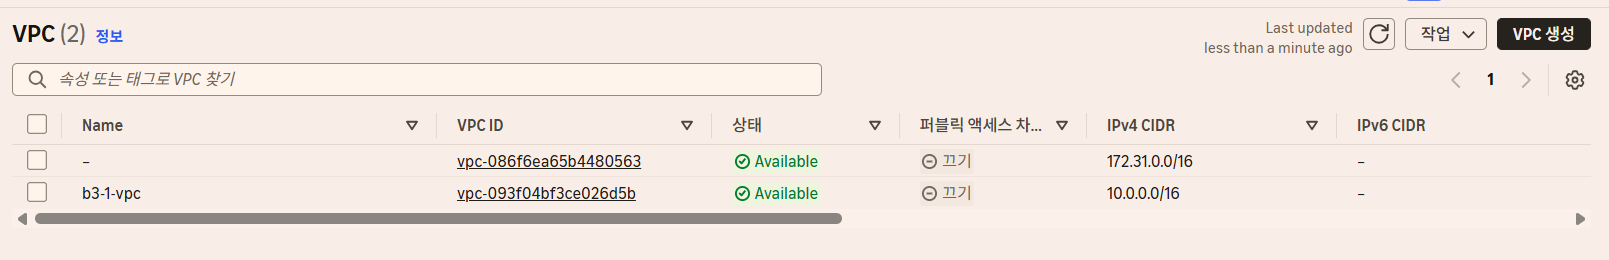 VPC (2) 정보
Last updated
less than a minute ago
작업
VPC 생성
속성 또는 태그로 VPC 찾기
1
Name VPC ID 상태 퍼블릭 액세스 차... IPv4 CIDR IPv6 CIDR
– vpc-086f6ea65b4480563 Available 끄기 172.31.0.0/16 –
b3-1-vpc vpc-093f04bf3ce026d5b Available 끄기 10.0.0.0/16 –